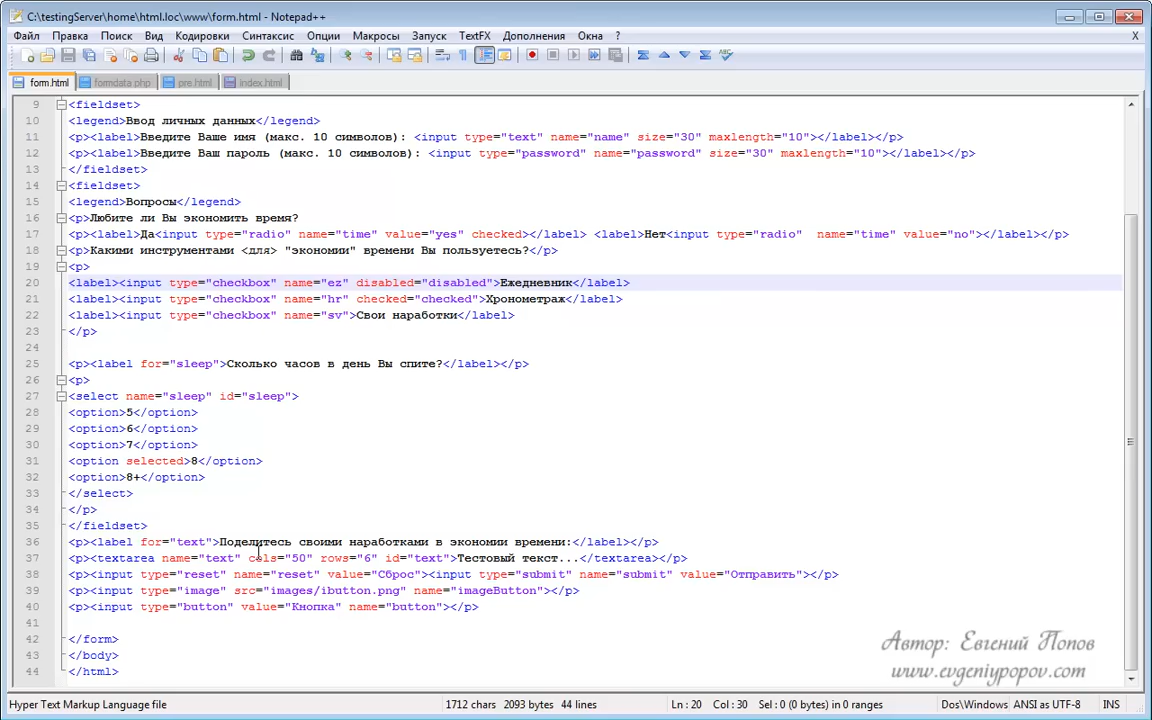 C:\testingServer\home\html.loc\www\form.html - Notepad++
Файл Правка Поиск Вид Кодировки Синтаксис Опции Макросы Запуск TextFX Дополнения Окна ? X
form.html formdata.php pre.html index.html
9 <fieldset>
10 <legend>Ввод личных данных</legend>
11 <p><label>Введите Ваше имя (макс. 10 символов): <input type="text" name="name" size="30" maxlength="10"></label></p>
12 <p><label>Введите Ваш пароль (макс. 10 символов): <input type="password" name="password" size="30" maxlength="10"></label></p>
13 </fieldset>
14 <fieldset>
15 <legend>Вопросы</legend>
16 <p>Любите ли Вы экономить время?
17 <p><label>Да<input type="radio" name="time" value="yes" checked></label> <label>Нет<input type="radio"  name="time" value="no"></label></p>
18 <p>Какими инструментами <для> "экономии" времени Вы пользуетесь?</p>
19 <p>
20 <label><input type="checkbox" name="ez" disabled="disabled">Ежедневник</label>
21 <label><input type="checkbox" name="hr" checked="checked">Хронометраж</label>
22 <label><input type="checkbox" name="sv">Свои наработки</label>
23 </p>
24
25 <p><label for="sleep">Сколько часов в день Вы спите?</label></p>
26 <p>
27 <select name="sleep" id="sleep">
28 <option>5</option>
29 <option>6</option>
30 <option>7</option>
31 <option selected>8</option>
32 <option>8+</option>
33 </select>
34 </p>
35 </fieldset>
36 <p><label for="text">Поделитесь своими наработками в экономии времени:</label></p>
37 <p><textarea name="text" cols="50" rows="6" id="text">Тестовый текст...</textarea></p>
38 <p><input type="reset" name="reset" value="Сброс"><input type="submit" name="submit" value="Отправить"></p>
39 <p><input type="image" src="images/ibutton.png" name="imageButton"></p>
40 <p><input type="button" value="Кнопка" name="button"></p>
41
42 </form>
43 </body>
44 </html>
Автор: Евгений Попов
www.evgeniypopov.com
Hyper Text Markup Language file 1712 chars 2093 bytes 44 lines Ln : 20 Col : 30 Sel : 0 (0 bytes) in 0 ranges Dos\Windows ANSI as UTF-8 INS